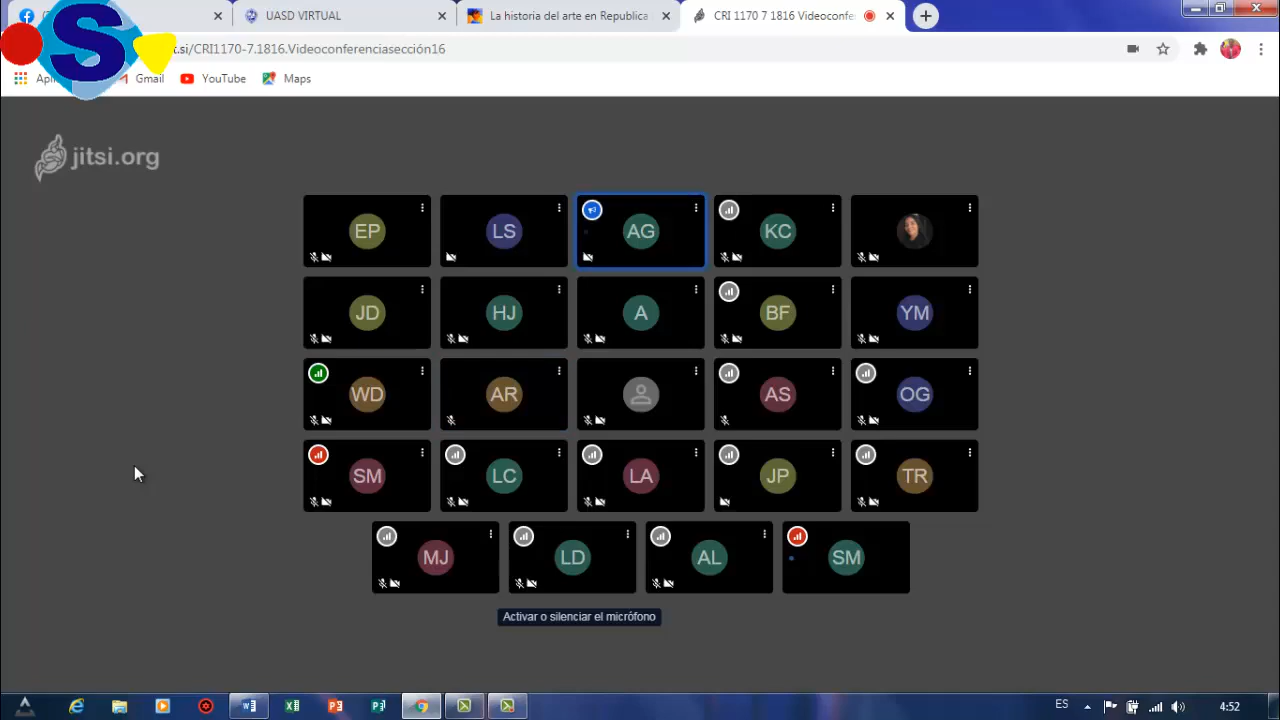 UASD VIRTUAL
La historia del arte en Republica
CRI 1170 7 1816 Videoconfe
t.si/CRI1170-7.1816.Videoconferenciasección16
S
Gmail
YouTube
Maps
jitsi.org
EP
LS
AG
KC
JD
HJ
A
BF
YM
WD
AR
AS
OG
SM
LC
LA
JP
TR
MJ
LD
AL
SM
Activar o silenciar el micrófono
ES
4:52